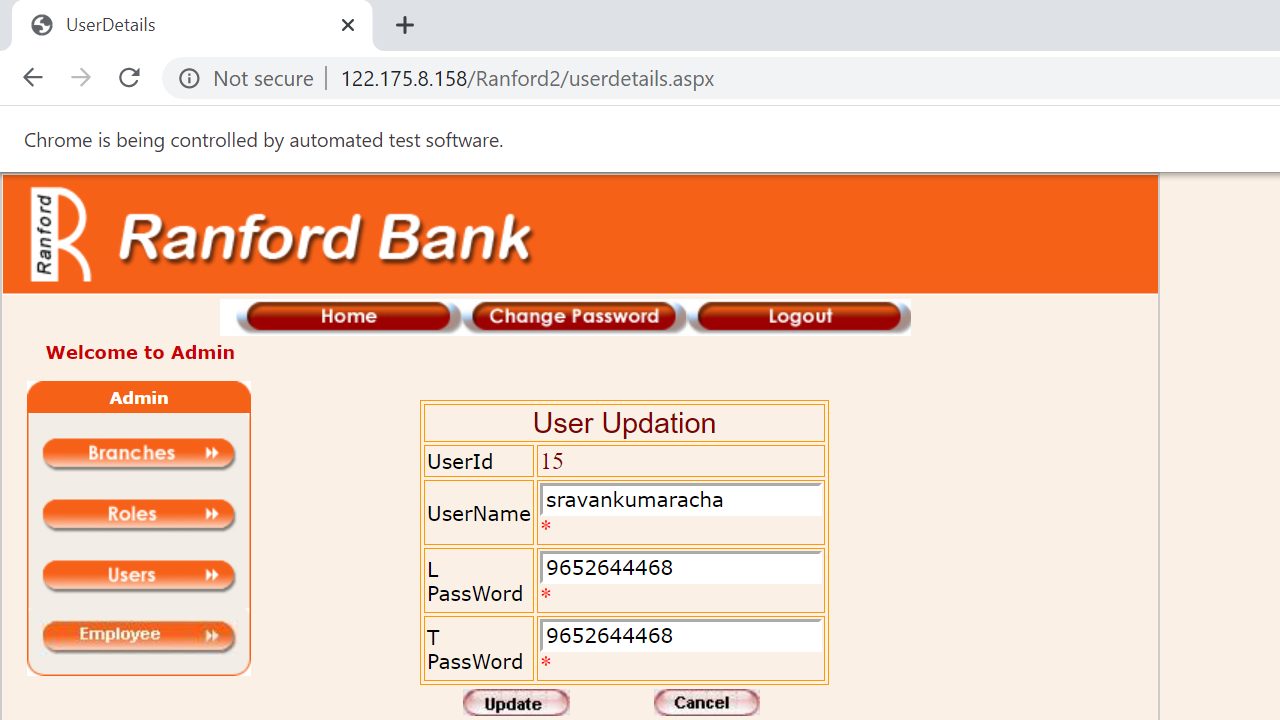 UserDetails
Not secure 122.175.8.158/Ranford2/userdetails.aspx
Chrome is being controlled by automated test software.
Ranford
Ranford Bank
Home Change Password Logout
Welcome to Admin
Admin
Branches
Roles
Users
Employee
User Updation
UserId 15
UserName sravankumaracha
*
L
PassWord 9652644468
*
T
PassWord 9652644468
*
Update Cancel